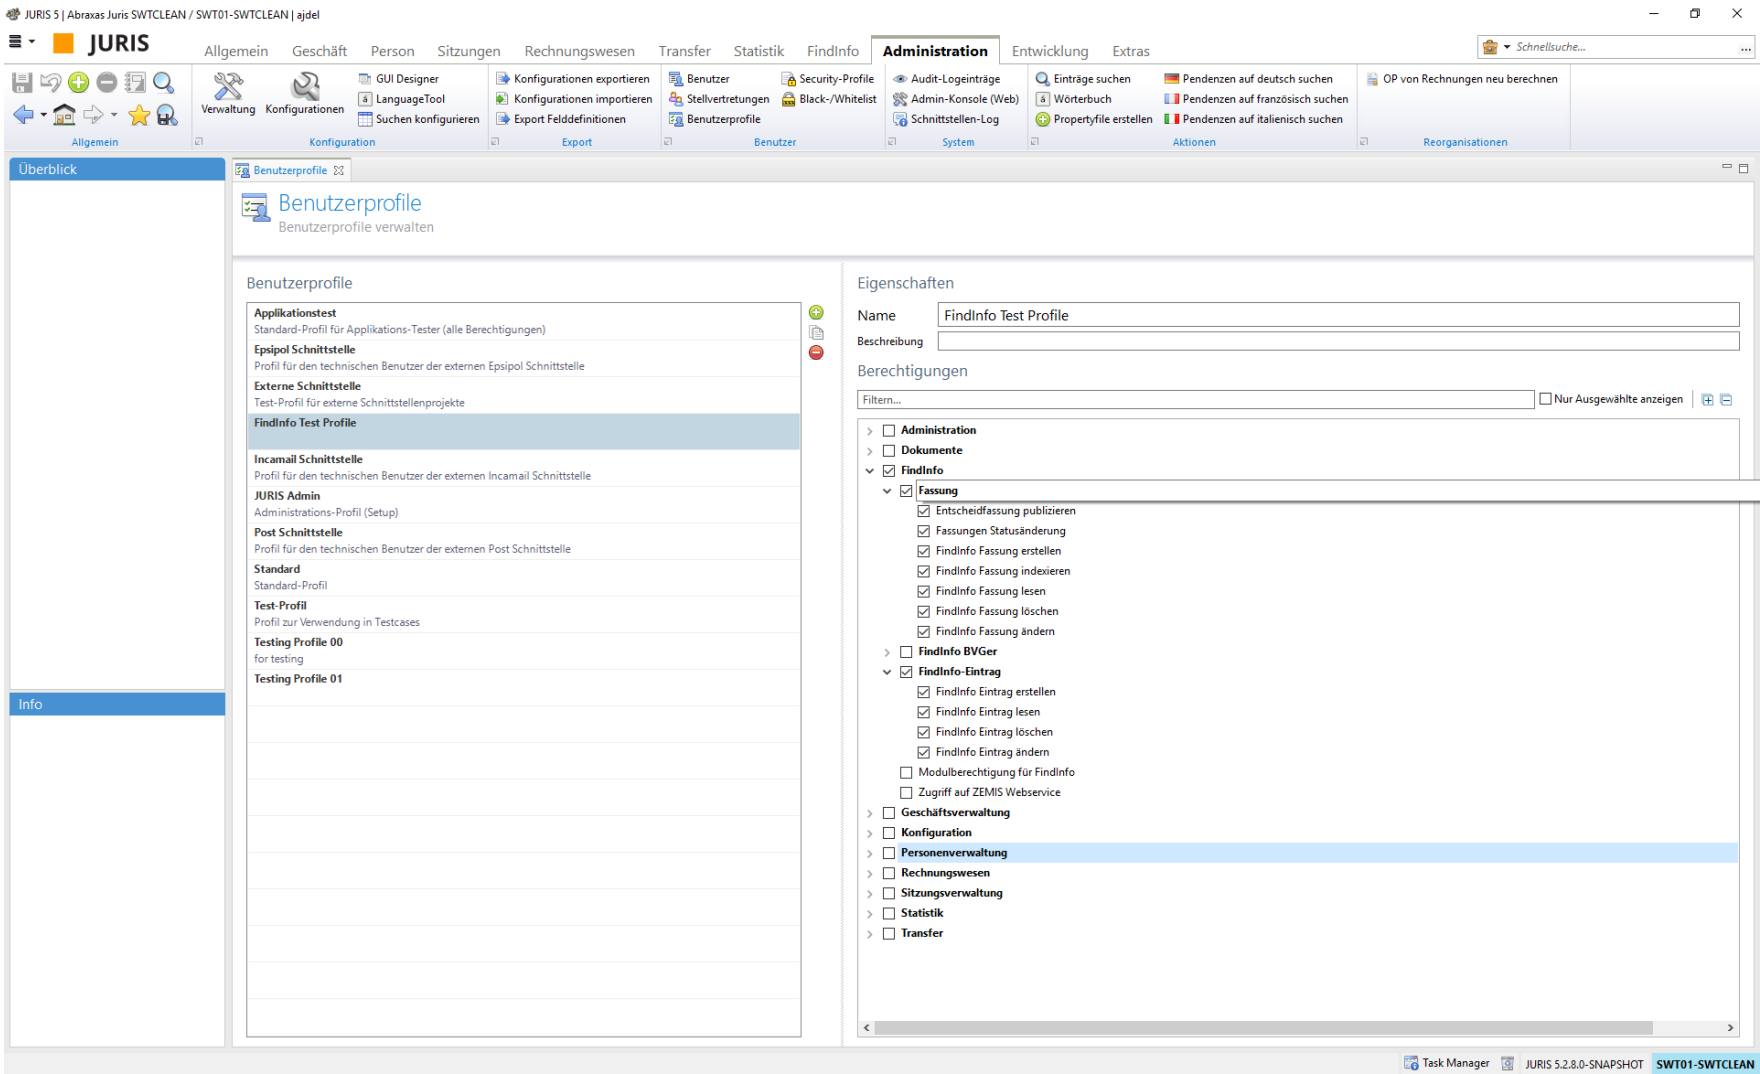 JURIS 5 | Abraxas Juris SWTCLEAN / SWT01-SWTCLEAN | ajdel
JURIS
Allgemein Geschäft Person Sitzungen Rechnungswesen Transfer Statistik FindInfo Administration Entwicklung Extras
Schnellsuche...
Verwaltung Konfigurationen
GUI Designer
LanguageTool
Suchen konfigurieren
Konfigurationen exportieren
Konfigurationen importieren
Export Felddefinitionen
Benutzer
Stellvertretungen
Benutzerprofile
Security-Profile
Black-/Whitelist
Audit-Logeinträge
Admin-Konsole (Web)
Schnittstellen-Log
Einträge suchen
Wörterbuch
Propertyfile erstellen
Pendenzen auf deutsch suchen
Pendenzen auf französisch suchen
Pendenzen auf italienisch suchen
OP von Rechnungen neu berechnen
Allgemein Konfiguration Export Benutzer System Aktionen Reorganisationen
Überblick
Info
Benutzerprofile
Benutzerprofile
Benutzerprofile verwalten
Benutzerprofile
Applikationstest
Standard-Profil für Applikations-Tester (alle Berechtigungen)
Epsipol Schnittstelle
Profil für den technischen Benutzer der externen Epsipol Schnittstelle
Externe Schnittstelle
Test-Profil für externe Schnittstellenprojekte
FindInfo Test Profile
Incamail Schnittstelle
Profil für den technischen Benutzer der externen Incamail Schnittstelle
JURIS Admin
Administrations-Profil (Setup)
Post Schnittstelle
Profil für den technischen Benutzer der externen Post Schnittstelle
Standard
Standard-Profil
Test-Profil
Profil zur Verwendung in Testcases
Testing Profile 00
for testing
Testing Profile 01
Eigenschaften
Name FindInfo Test Profile
Beschreibung
Berechtigungen
Filtern... Nur Ausgewählte anzeigen
Administration
Dokumente
FindInfo
Fassung
Entscheidfassung publizieren
Fassungen Statusänderung
FindInfo Fassung erstellen
FindInfo Fassung indexieren
FindInfo Fassung lesen
FindInfo Fassung löschen
FindInfo Fassung ändern
FindInfo BVGer
FindInfo-Eintrag
FindInfo Eintrag erstellen
FindInfo Eintrag lesen
FindInfo Eintrag löschen
FindInfo Eintrag ändern
Modulberechtigung für FindInfo
Zugriff auf ZEMIS Webservice
Geschäftsverwaltung
Konfiguration
Personenverwaltung
Rechnungswesen
Sitzungsverwaltung
Statistik
Transfer
Task Manager JURIS 5.2.8.0-SNAPSHOT SWT01-SWTCLEAN